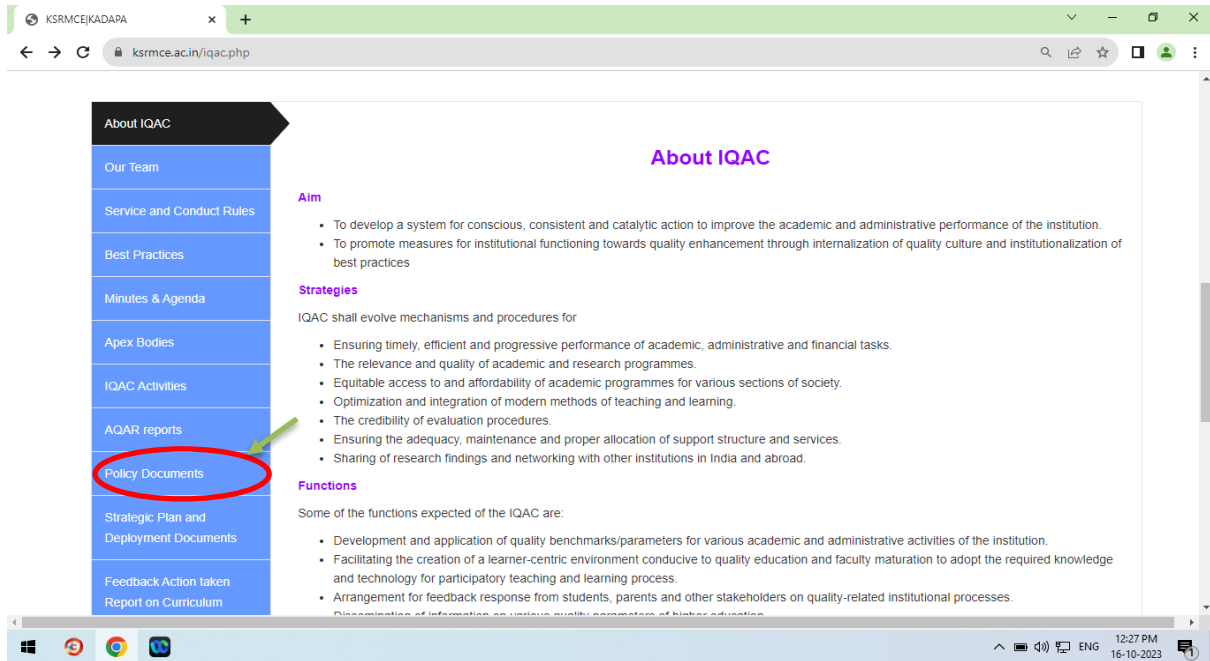 KSRMCE|KADAPA
ksrmce.ac.in/iqac.php
About IQAC
Our Team
Service and Conduct Rules
Best Practices
Minutes & Agenda
Apex Bodies
IQAC Activities
AQAR reports
Policy Documents
Strategic Plan and
Deployment Documents
Feedback Action taken
Report on Curriculum
About IQAC
Aim
• To develop a system for conscious, consistent and catalytic action to improve the academic and administrative performance of the institution.
• To promote measures for institutional functioning towards quality enhancement through internalization of quality culture and institutionalization of
best practices
Strategies
IQAC shall evolve mechanisms and procedures for
• Ensuring timely, efficient and progressive performance of academic, administrative and financial tasks.
• The relevance and quality of academic and research programmes.
• Equitable access to and affordability of academic programmes for various sections of society.
• Optimization and integration of modern methods of teaching and learning.
• The credibility of evaluation procedures.
• Ensuring the adequacy, maintenance and proper allocation of support structure and services.
• Sharing of research findings and networking with other institutions in India and abroad.
Functions
Some of the functions expected of the IQAC are:
• Development and application of quality benchmarks/parameters for various academic and administrative activities of the institution.
• Facilitating the creation of a learner-centric environment conducive to quality education and faculty maturation to adopt the required knowledge
and technology for participatory teaching and learning process.
• Arrangement for feedback response from students, parents and other stakeholders on quality-related institutional processes.
• Dissemination of information on various quality parameters of higher education
ENG
12:27 PM
16-10-2023
1